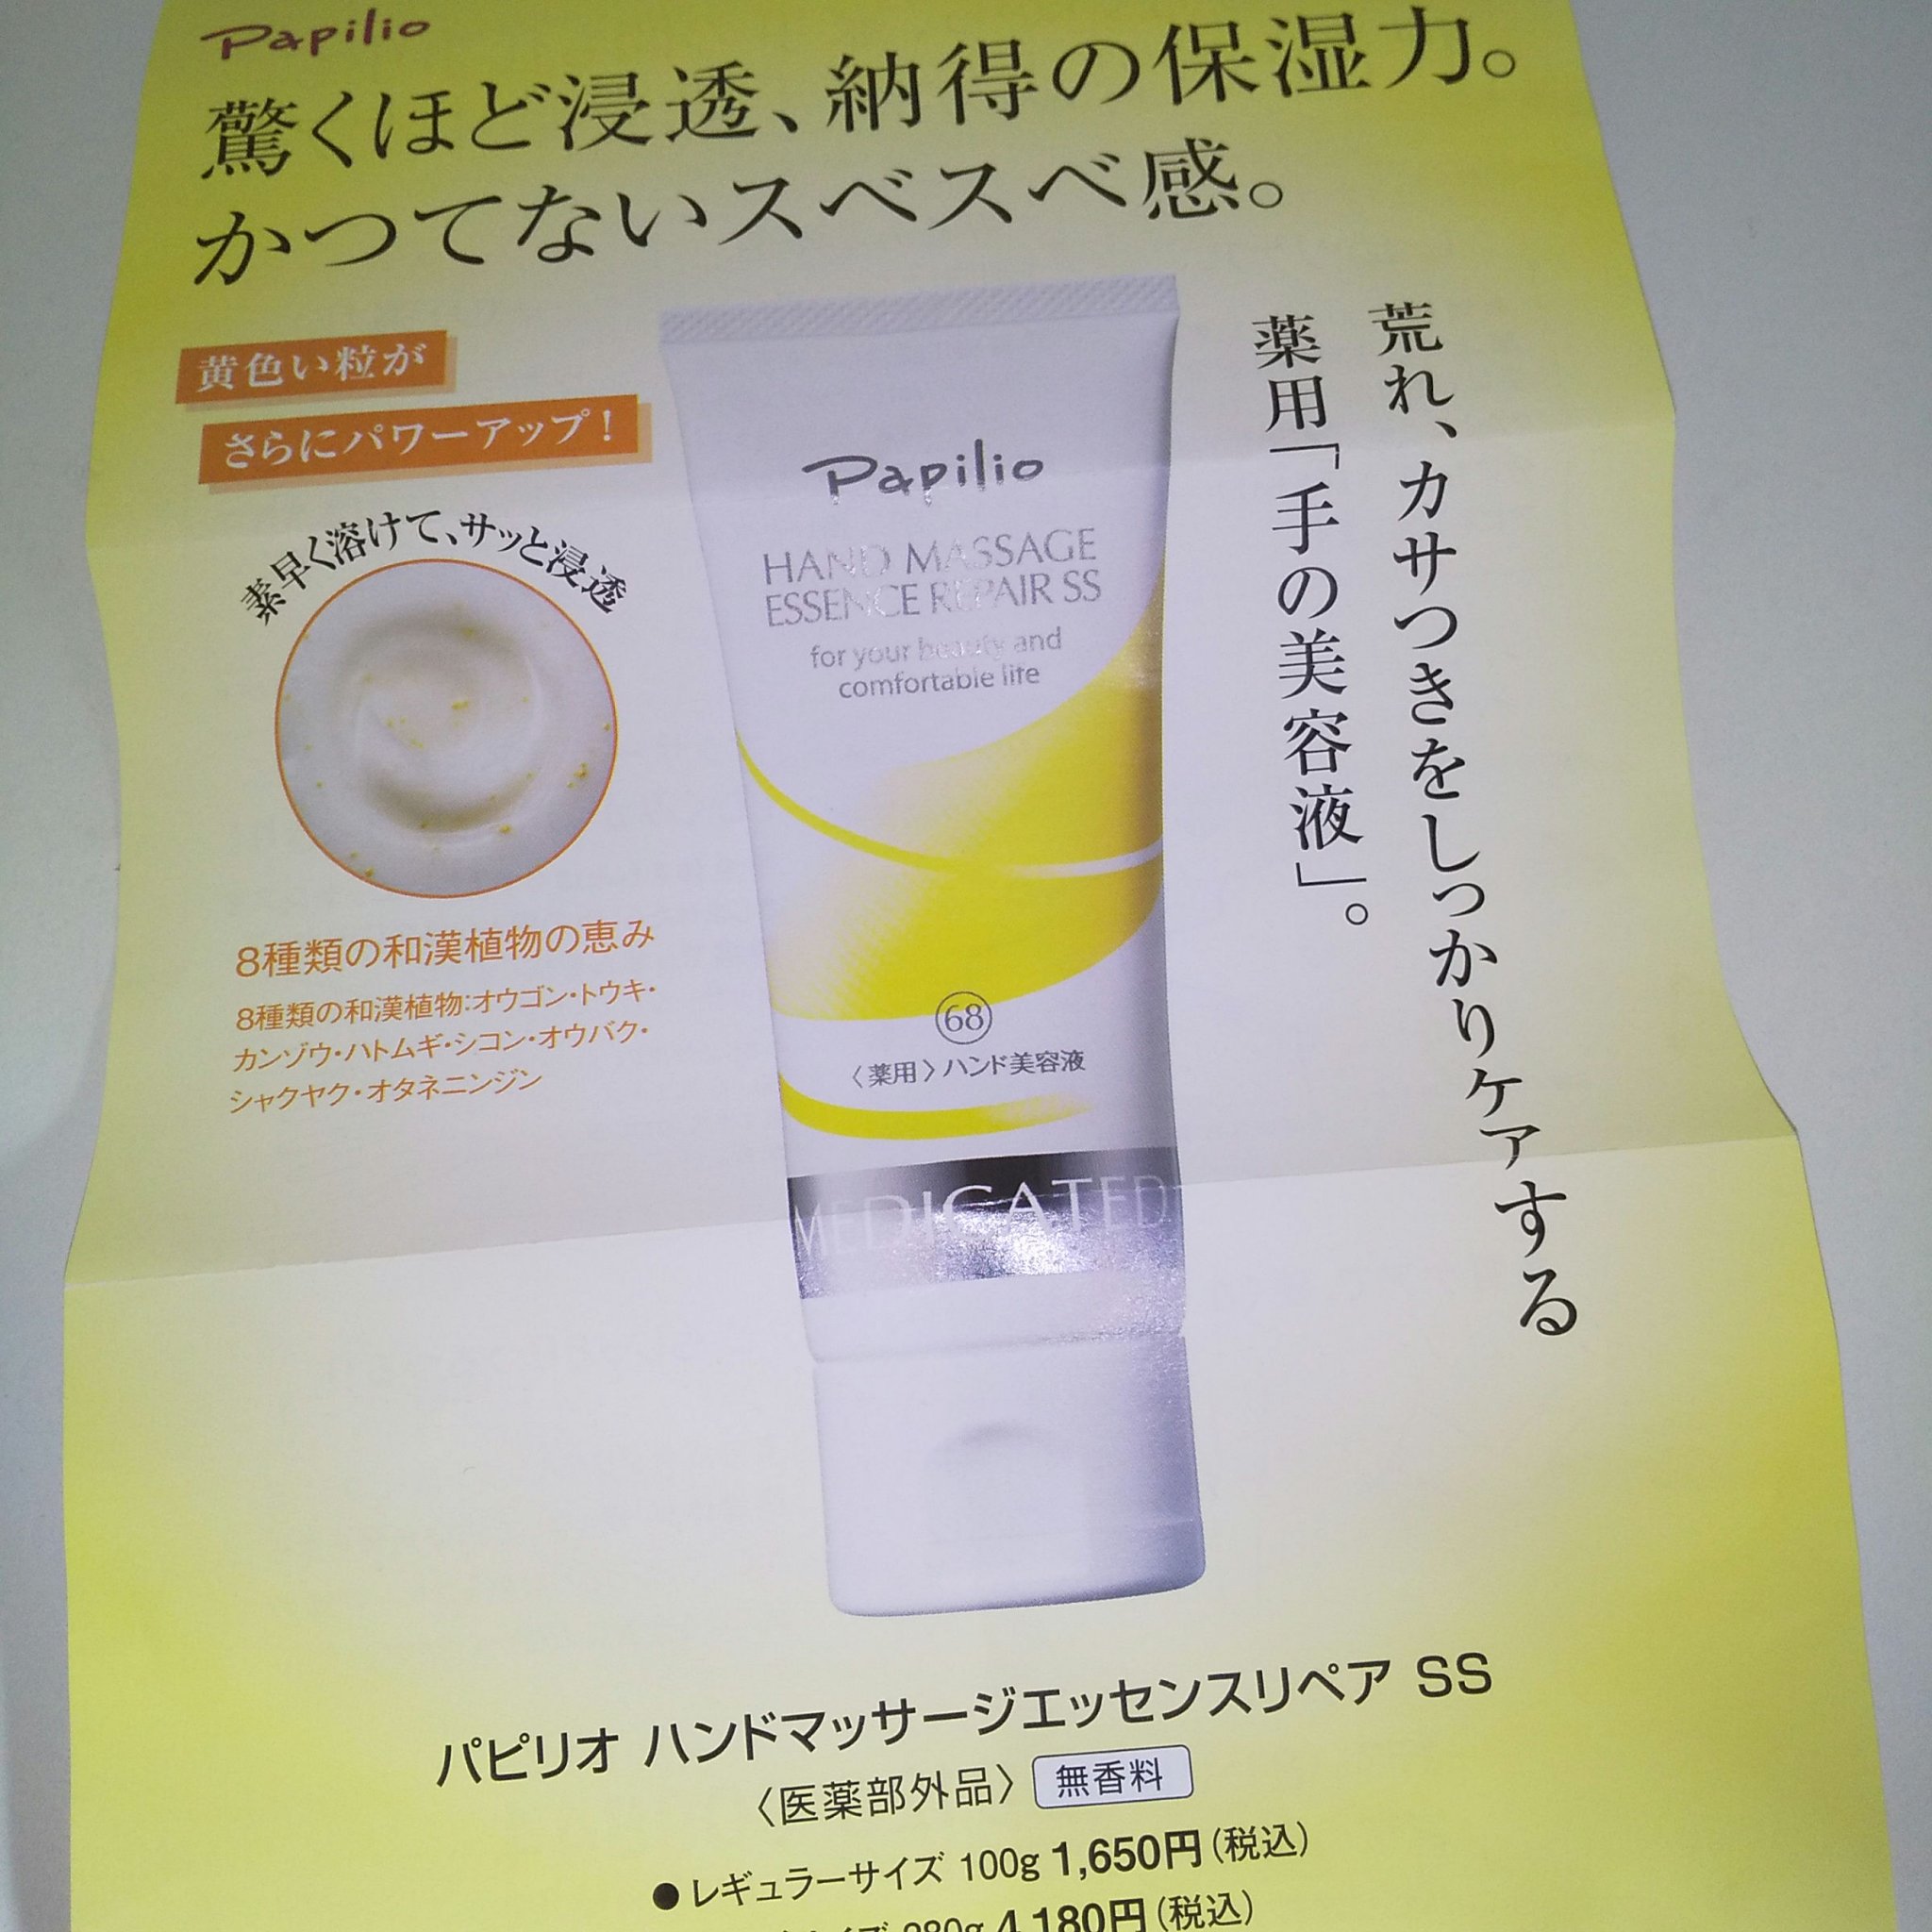 Papilio
驚くほど浸透、納得の保湿力。
かつてないスベスベ感。
荒れ、カサつきをしっかりケアする
薬用「手の美容液」。
黄色い粒が
さらにパワーアップ！
素早く溶けて、サッと浸透
8種類の和漢植物の恵み
8種類の和漢植物:オウゴン・トウキ・
カンゾウ・ハトムギ・シコン・オウバク・
シャクヤク・オタネニンジン
Papilio
HAND MASSAGE
ESSENCE REPAIR SS
for your beauty and
comfortable life
68
〈薬用〉ハンド美容液
MEDICATED
パピリオ ハンドマッサージエッセンスリペア SS
〈医薬部外品〉 無香料
●レギュラーサイズ 100g 1,650円(税込)
4,180円(税込)